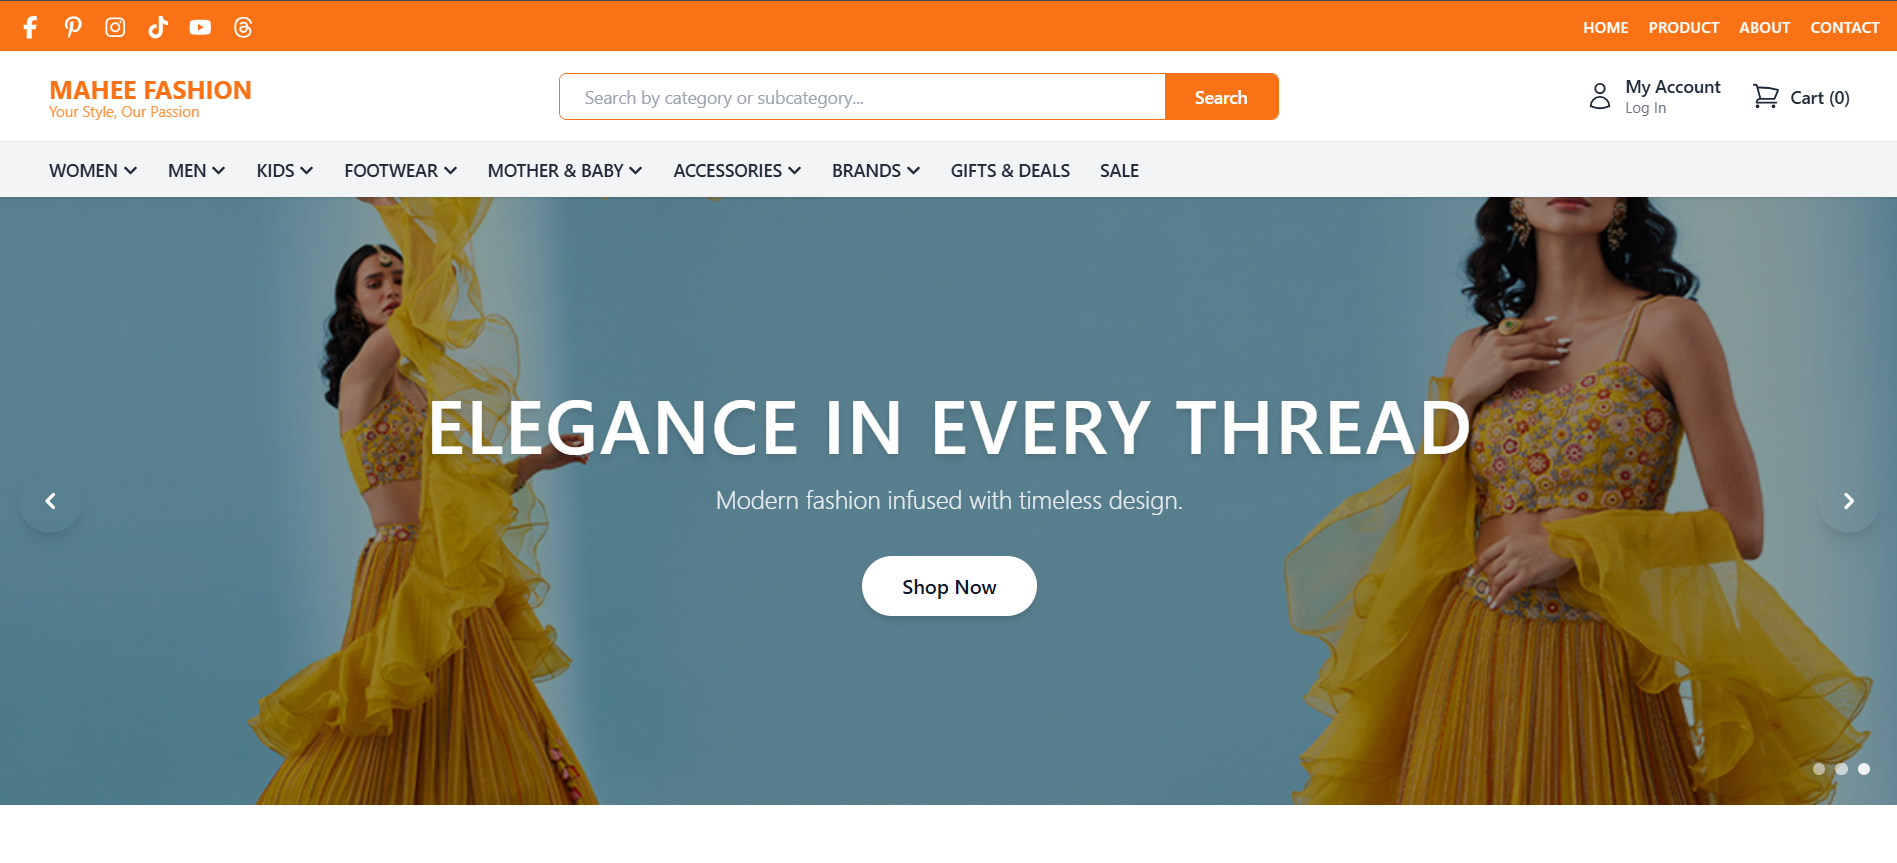 HOME PRODUCT ABOUT CONTACT
MAHEE FASHION
Your Style, Our Passion
Search by category or subcategory...
Search
My Account
Log In
Cart (0)
WOMEN MEN KIDS FOOTWEAR MOTHER & BABY ACCESSORIES BRANDS GIFTS & DEALS SALE
ELEGANCE IN EVERY THREAD
Modern fashion infused with timeless design.
Shop Now